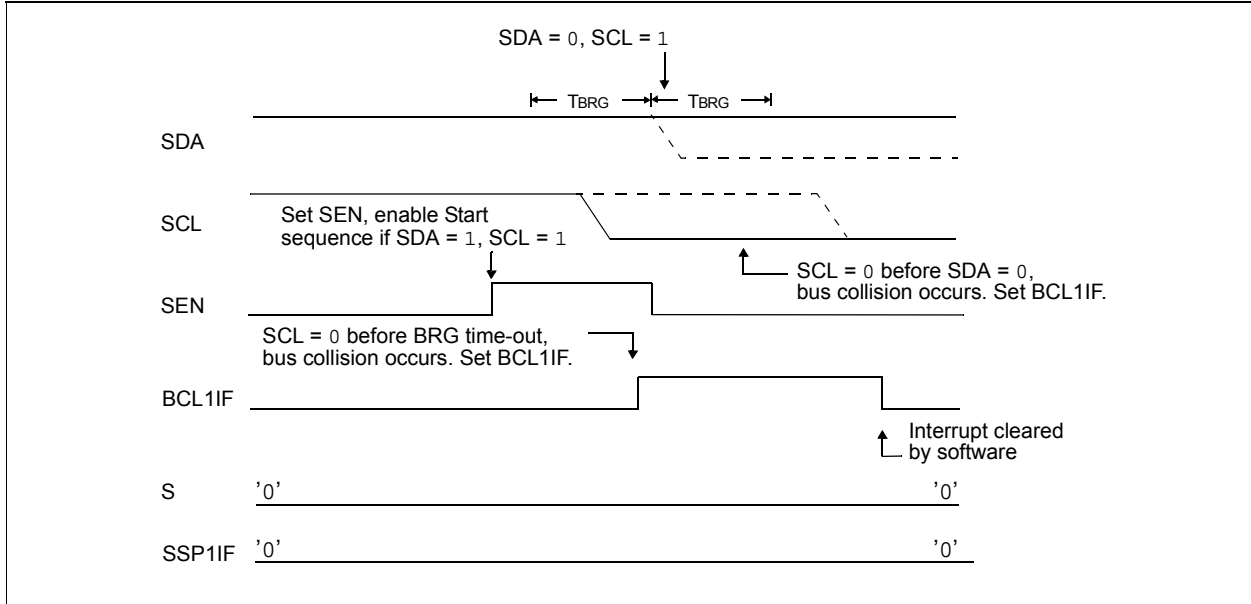 SDA = 0, SCL = 1
TBRG TBRG
SDA
SCL
Set SEN, enable Start
sequence if SDA = 1, SCL = 1
SCL = 0 before SDA = 0,
bus collision occurs. Set BCL1IF.
SEN
SCL = 0 before BRG time-out,
bus collision occurs. Set BCL1IF.
BCL1IF
Interrupt cleared
by software
S '0' '0'
SSP1IF '0' '0'